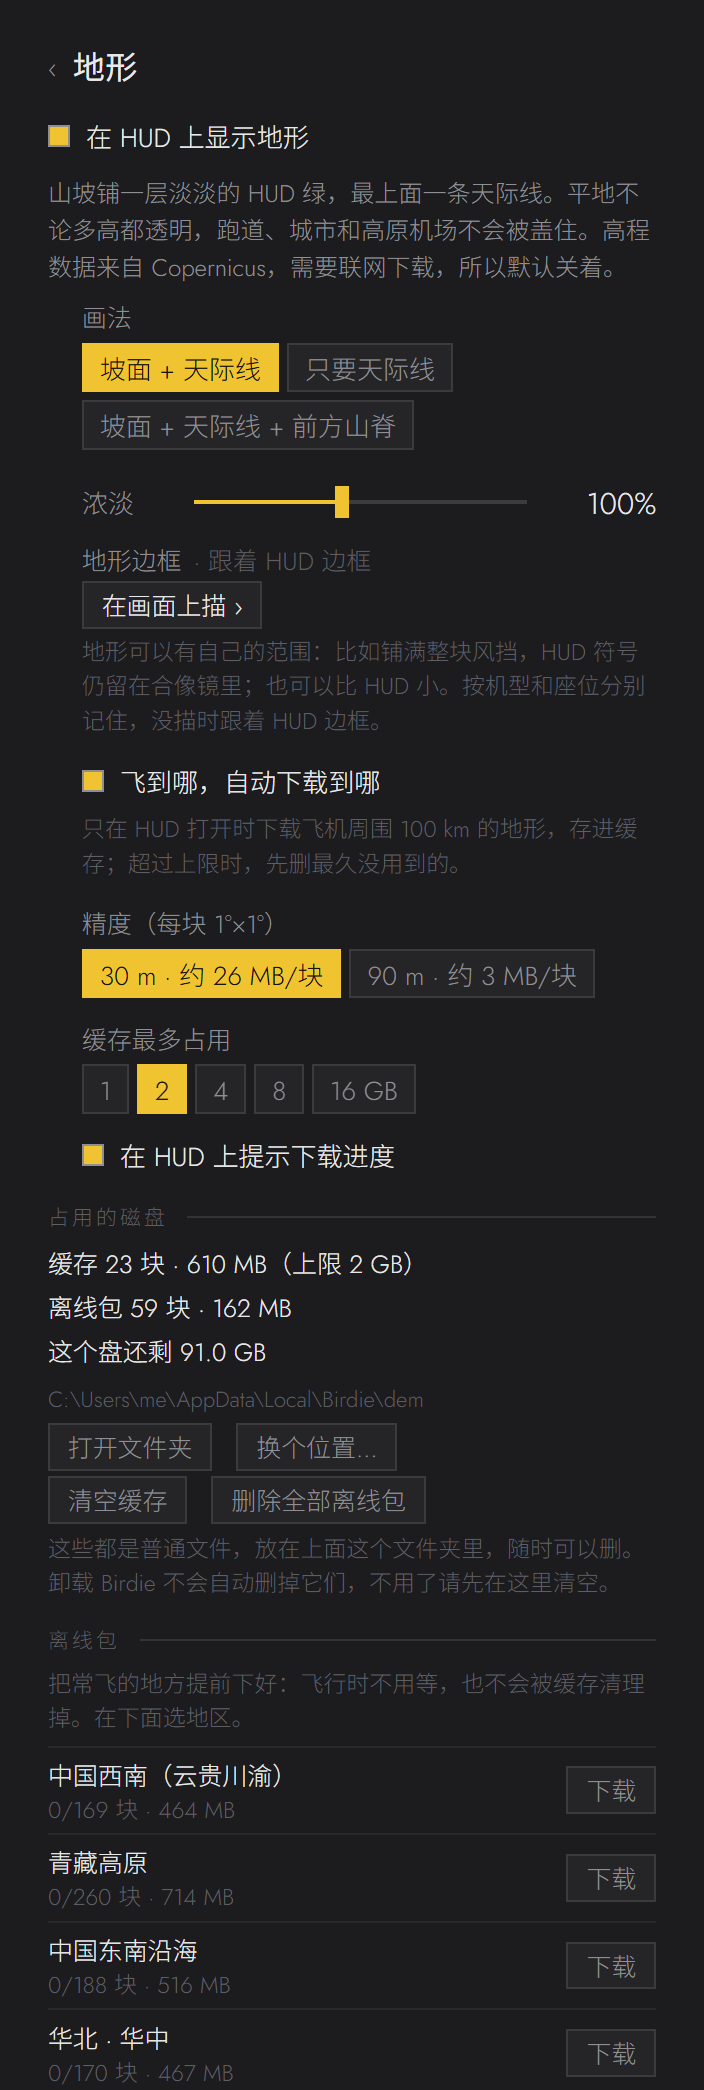 ‹ 地形
在 HUD 上显示地形
山坡铺一层淡淡的 HUD 绿，最上面一条天际线。平地不
论多高都透明，跑道、城市和高原机场不会被盖住。高程
数据来自 Copernicus，需要联网下载，所以默认关着。
画法
坡面 + 天际线 只要天际线
坡面 + 天际线 + 前方山脊
浓淡 100%
地形边框 · 跟着 HUD 边框
在画面上描 ›
地形可以有自己的范围：比如铺满整块风挡，HUD 符号
仍留在合像镜里；也可以比 HUD 小。按机型和座位分别
记住，没描时跟着 HUD 边框。
飞到哪，自动下载到哪
只在 HUD 打开时下载飞机周围 100 km 的地形，存进缓
存；超过上限时，先删最久没用到的。
精度（每块 1°×1°）
30 m · 约 26 MB/块 90 m · 约 3 MB/块
缓存最多占用
1 2 4 8 16 GB
在 HUD 上提示下载进度
占用的磁盘
缓存 23 块 · 610 MB（上限 2 GB）
离线包 59 块 · 162 MB
这个盘还剩 91.0 GB
C:\Users\me\AppData\Local\Birdie\dem
打开文件夹 换个位置...
清空缓存 删除全部离线包
这些都是普通文件，放在上面这个文件夹里，随时可以删。
卸载 Birdie 不会自动删掉它们，不用了请先在这里清空。
离线包
把常飞的地方提前下好：飞行时不用等，也不会被缓存清理
掉。在下面选地区。
中国西南（云贵川渝） 下载
0/169 块 · 464 MB
青藏高原 下载
0/260 块 · 714 MB
中国东南沿海 下载
0/188 块 · 516 MB
华北 · 华中 下载
0/170 块 · 467 MB